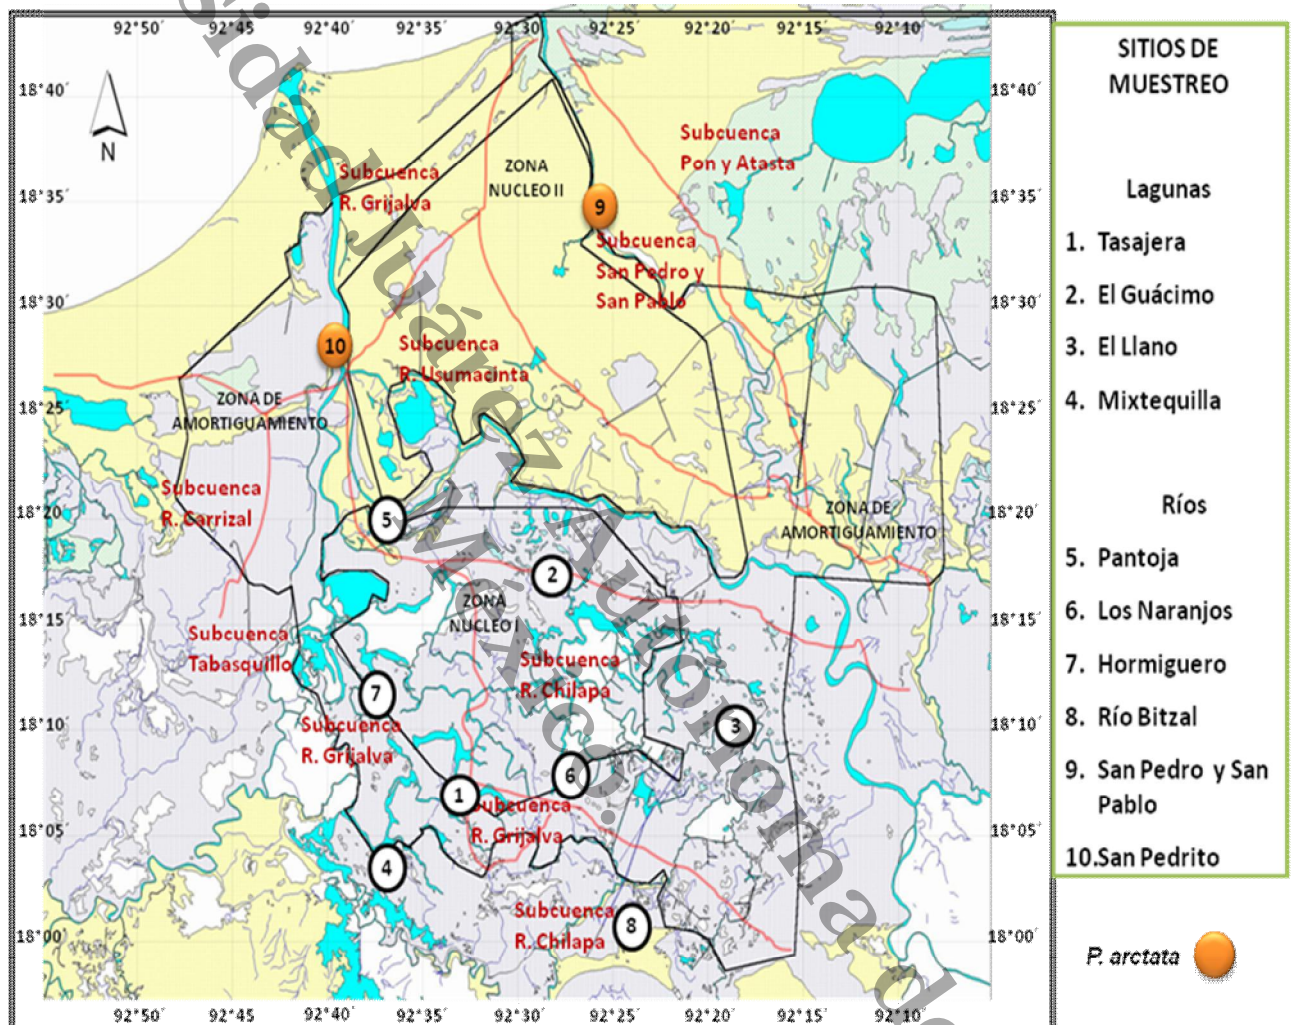 92°50´ 92°45´ 92°40´ 92°35´ 92°30´ 92°25´ 92°20´ 92°15´ 92°10´
18°40´ 18°40´
18°35´ 18°35´
18°30´ 18°30´
18°25´ 18°25´
18°20´ 18°20´
18°15´ 18°15´
18°10´ 18°10´
18°05´ 18°05´
18°00´ 18°00´
92°50´ 92°45´ 92°40´ 92°35´ 92°30´ 92°25´ 92°20´ 92°15´ 92°10´
N
Subcuenca
R. Grijalva
ZONA
NUCLEO II
Subcuenca
Pon y Atasta
9
Subcuenca
San Pedro y
San Pablo
10
Subcuenca
R. Usumacinta
ZONA DE
AMORTIGUAMIENTO
Subcuenca
R. Carrizal
5
ZONA DE
AMORTIGUAMIENTO
2
ZONA
NUCLEO I
Subcuenca
Tabasquillo
Subcuenca
R. Chilapa
7
3
Subcuenca
R. Grijalva
6
1
Subcuenca
R. Grijalva
4
Subcuenca
R. Chilapa
8
SITIOS DE
MUESTREO
Lagunas
1. Tasajera
2. El Guácimo
3. El Llano
4. Mixtequilla
Ríos
5. Pantoja
6. Los Naranjos
7. Hormiguero
8. Río Bitzal
9. San Pedro y San
Pablo
10.San Pedrito
P. arctata
sidad Juárez Autónoma de
México.